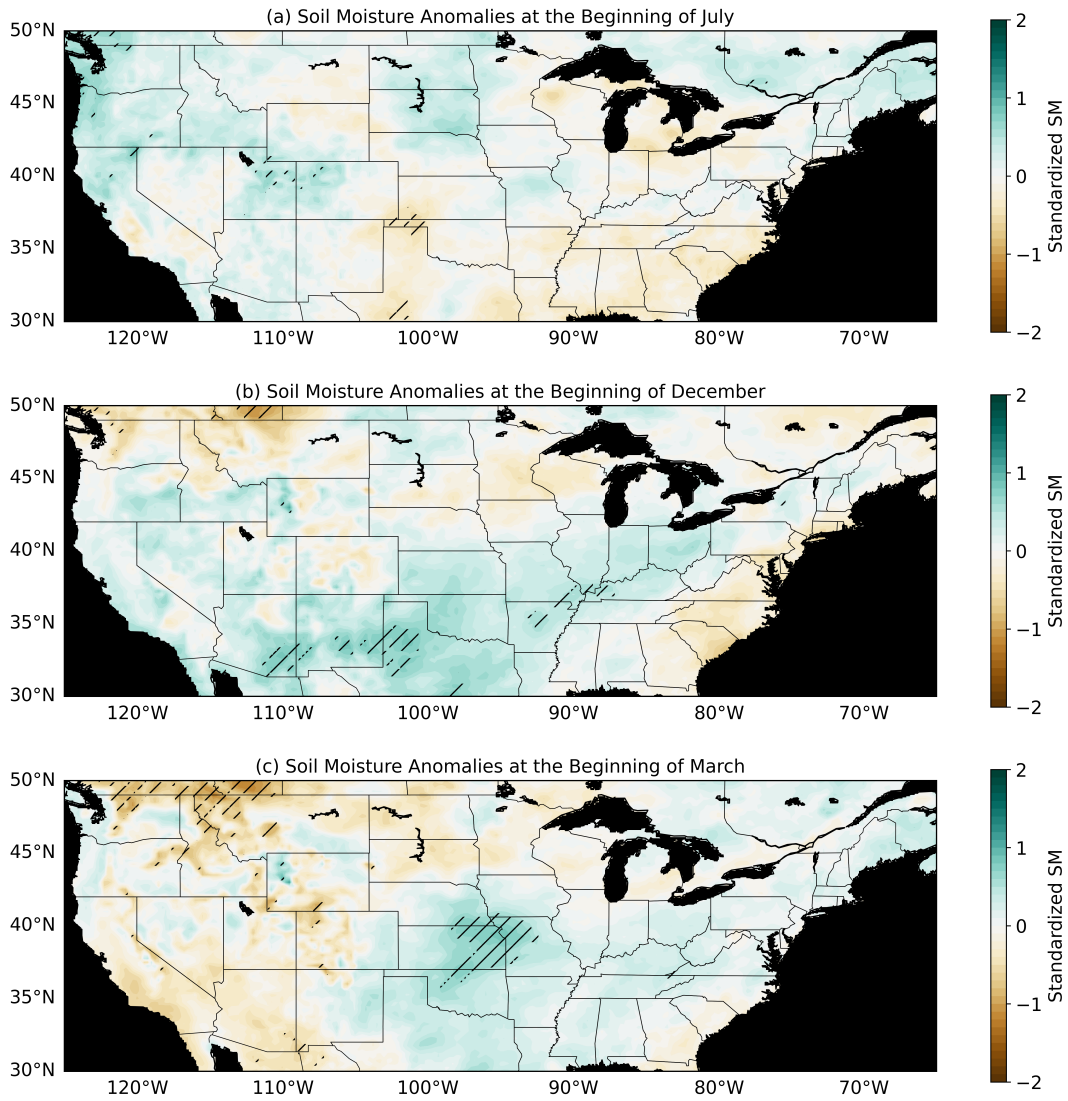 (a) Soil Moisture Anomalies at the Beginning of July
50°N
45°N
40°N
35°N
30°N
120°W 110°W 100°W 90°W 80°W 70°W
2
1
0
−1
−2
Standardized SM
(b) Soil Moisture Anomalies at the Beginning of December
50°N
45°N
40°N
35°N
30°N
120°W 110°W 100°W 90°W 80°W 70°W
2
1
0
−1
−2
Standardized SM
(c) Soil Moisture Anomalies at the Beginning of March
50°N
45°N
40°N
35°N
30°N
120°W 110°W 100°W 90°W 80°W 70°W
2
1
0
−1
−2
Standardized SM